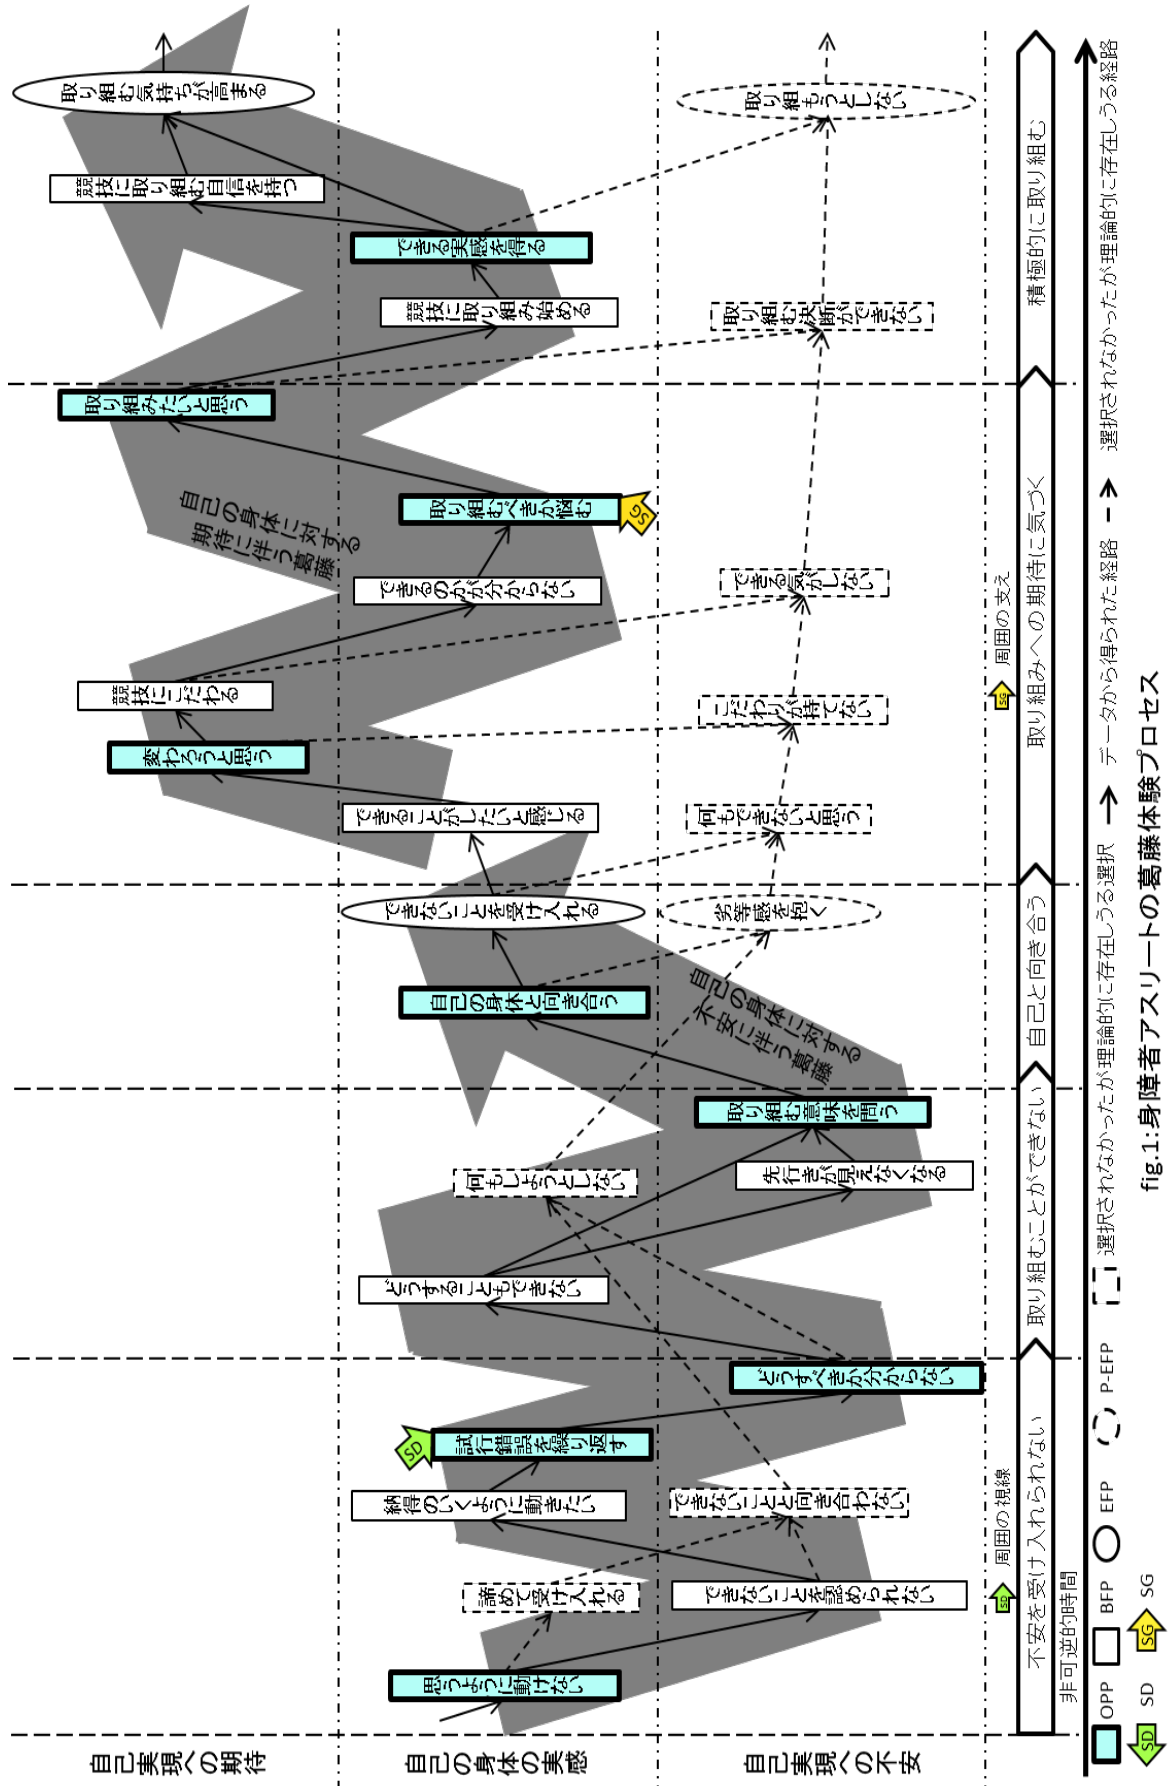 自己実現への期待
自己の身体の実感
自己実現への不安
思うように動けない
諦めて受け入れる
できないことを認められない
納得のいくように動きたい
できないことと向き合わない
SD
試行錯誤を繰り返す
どうすべきか分からない
どうすることもできない
何もしようとしない
先行きが見えなくなる
取り組む意味を問う
自己の身体に対する
不安に伴う葛藤
自己の身体と向き合う
できないことを受け入れる
劣等感を抱く
できることがしたいと感じる
何もできないと思う
変わろうと思う
こだわりが持てない
競技にこだわる
できるのかが分からない
できる気がしない
自己の身体に対する
期待に伴う葛藤
取り組むべきか悩む
SG
取り組みたいと思う
競技に取り組み始める
取り組む決断ができない
できる実感を得る
競技に取り組む自信を持つ
取り組む気持ちが高まる
取り組もうとしない
SD 周囲の視線
SG 周囲の支え
不安を受け入れられない
取り組むことができない
自己と向き合う
取り組みへの期待に気づく
積極的に取り組む
非可逆的時間
OPP BFP EFP P-EFP 選択されなかったが理論的に存在しうる選択 データから得られた経路 選択されなかったが理論的に存在しうる経路
SD SD SG SG
fig.1:身障者アスリートの葛藤体験プロセス